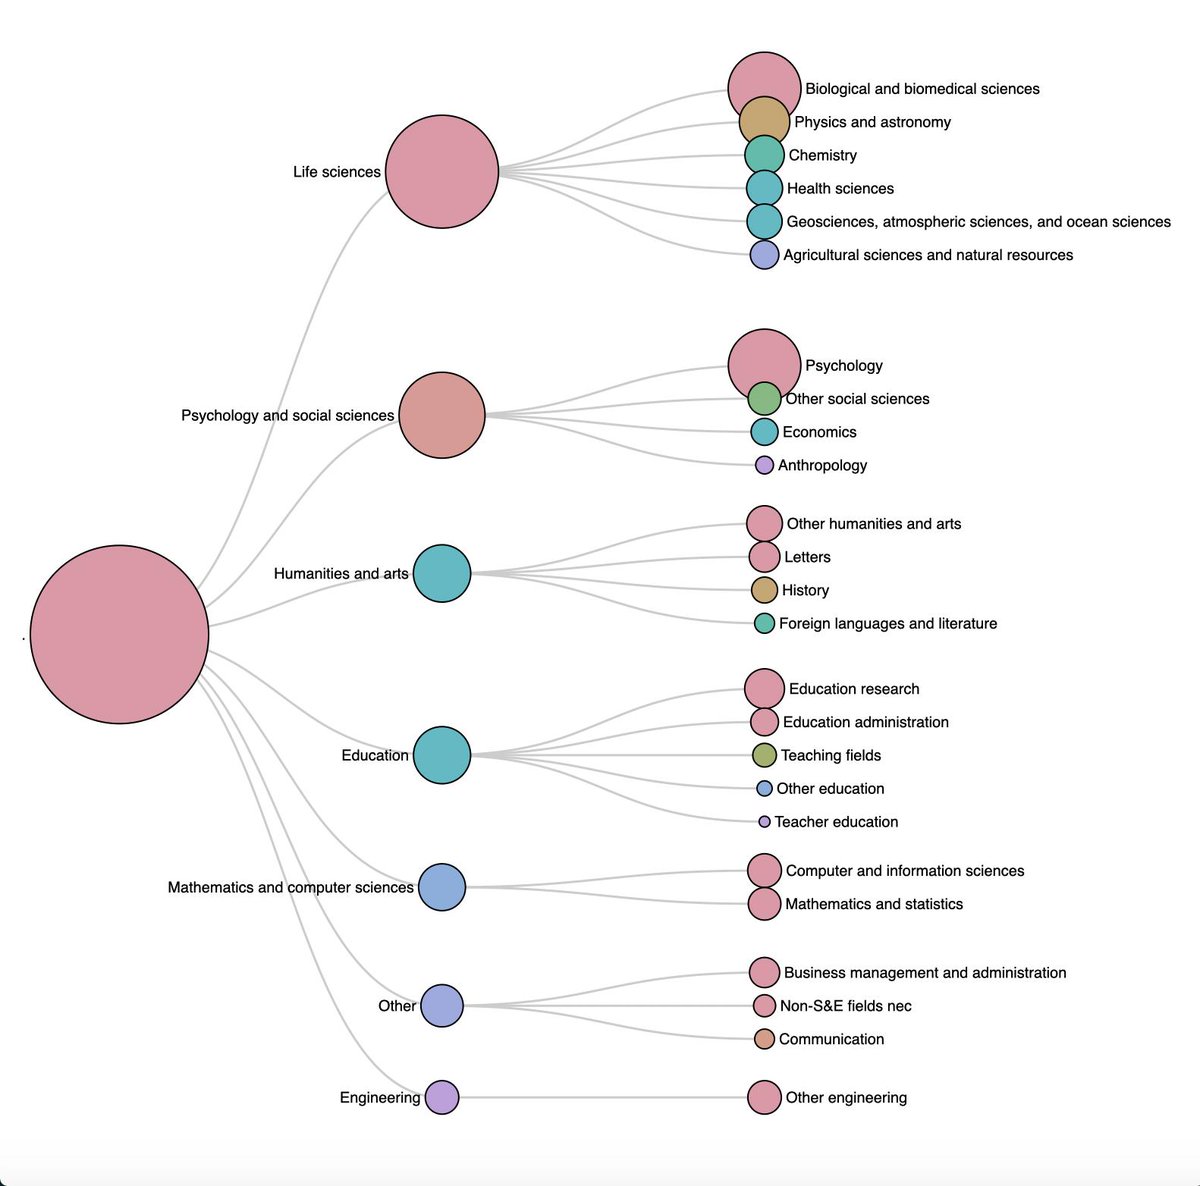 Biological and biomedical sciences
Physics and astronomy
Chemistry
Life sciences
Health sciences
Geosciences, atmospheric sciences, and ocean sciences
Agricultural sciences and natural resources
Psychology
Other social sciences
Psychology and social sciences
Economics
Anthropology
Other humanities and arts
Letters
Humanities and arts
History
Foreign languages and literature
.
Education research
Education administration
Education
Teaching fields
Other education
Teacher education
Computer and information sciences
Mathematics and computer sciences
Mathematics and statistics
Business management and administration
Other
Non-S&E fields nec
Communication
Engineering
Other engineering